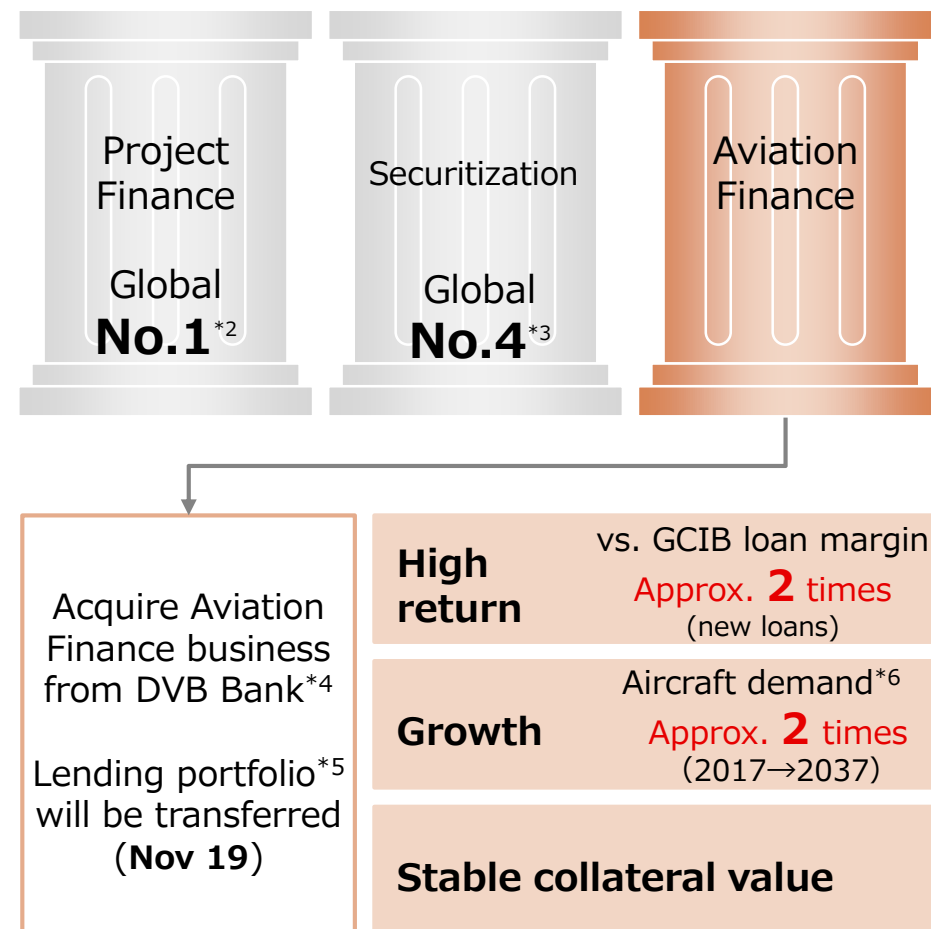 Project
Finance
Global
No.1*2
Securitization
Global
No.4*3
Aviation
Finance
Acquire Aviation
Finance business
from DVB Bank*4
Lending portfolio*5
will be transferred
(Nov 19)
High
return
vs. GCIB loan margin
Approx. 2 times
(new loans)
Growth
Aircraft demand*6
Approx. 2 times
(2017→2037)
Stable collateral value